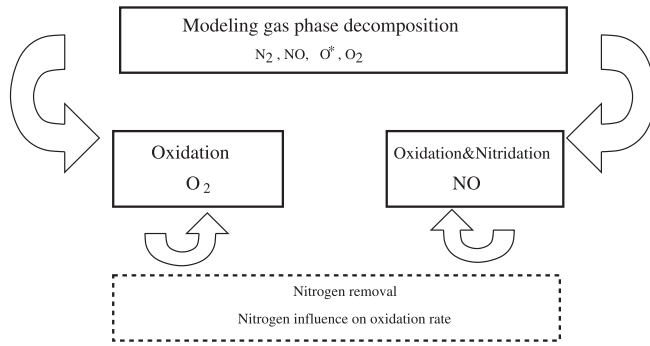 Modeling gas phase decomposition
N2 , NO, O* , O2
Oxidation
O2
Oxidation&Nitridation
NO
Nitrogen removal
Nitrogen influence on oxidation rate